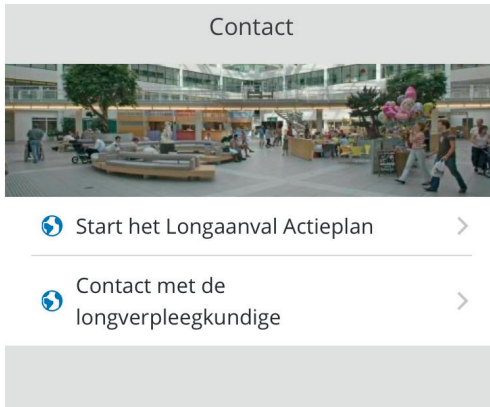 Contact
Start het Longaanval Actieplan
Contact met de
longverpleegkundige